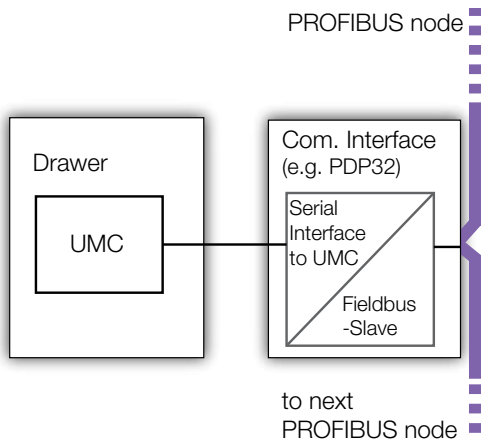 PROFIBUS node
Drawer
UMC
Com. Interface
(e.g. PDP32)
Serial
Interface
to UMC
Fieldbus
-Slave
to next
PROFIBUS node